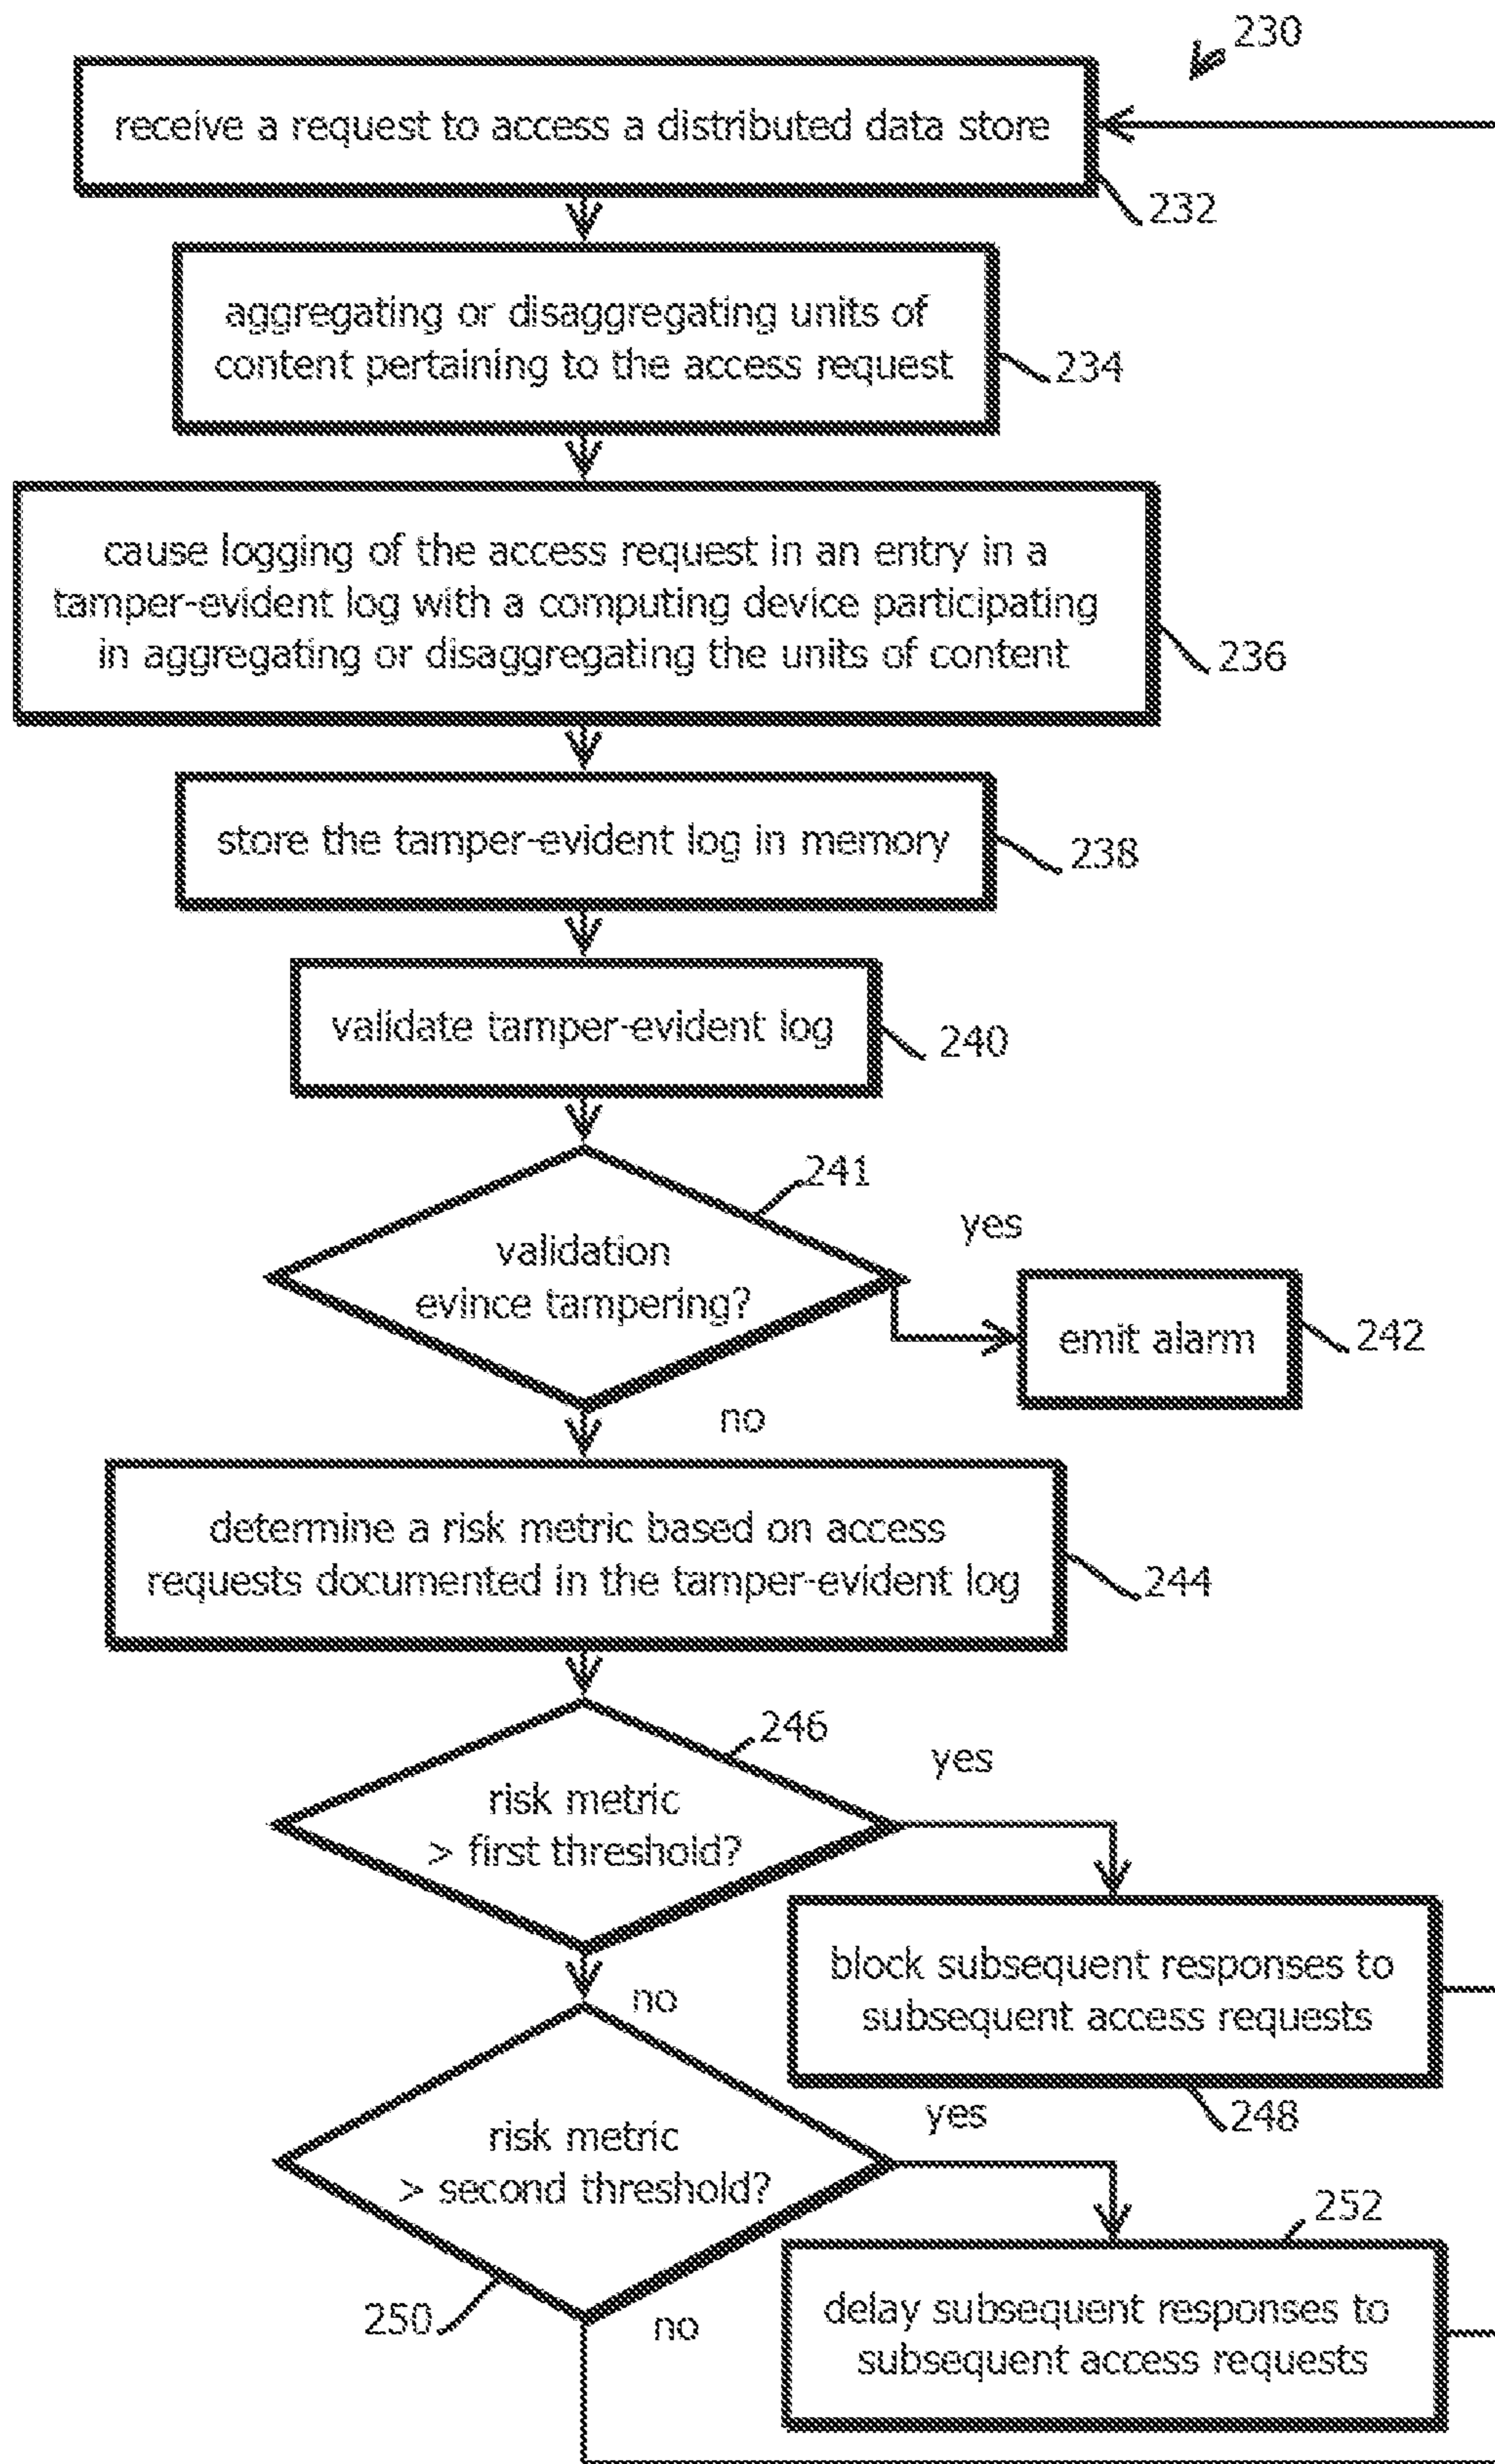 230
receive a request to access a distributed data store
232
aggregating or disaggregating units of
content pertaining to the access request
234
cause logging of the access request in an entry in a
tamper-evident log with a computing device participating
in aggregating or disaggregating the units of content
236
store the tamper-evident log in memory
238
validate tamper-evident log
240
241
validation
evince tampering?
yes
emit alarm
242
no
determine a risk metric based on access
requests documented in the tamper-evident log
244
246
risk metric
> first threshold?
yes
block subsequent responses to
subsequent access requests
248
no
risk metric
> second threshold?
250
yes
252
delay subsequent responses to
subsequent access requests
no